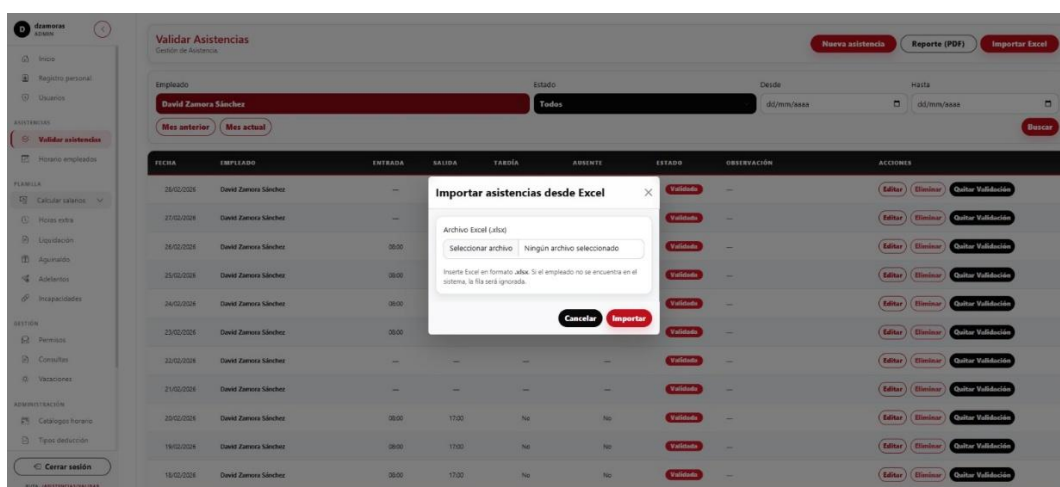 D
dzamoras
ADMIN
Inicio
Registro personal
Usuarios
ASISTENCIAS
Validar asistencias
Horario empleados
PLANILLA
Calcular salarios
Horas extra
Liquidación
Aguinaldo
Adelantos
Incapacidades
GESTIÓN
Permisos
Consultas
Vacaciones
ADMINISTRACIÓN
Catálogos horario
Tipos deducción
Cerrar sesión
Validar Asistencias
Gestión de Asistencia.
Nueva asistencia Reporte (PDF) Importar Excel
Empleado Estado Desde Hasta
David Zamora Sánchez Todos dd/mm/aaaa dd/mm/aaaa
Mes anterior Mes actual Buscar
FECHA EMPLEADO ENTRADA SALIDA TARDÍA AUSENTE ESTADO OBSERVACIÓN ACCIONES
28/02/2026 David Zamora Sánchez — Validada — Editar Eliminar Quitar Validación
27/02/2026 David Zamora Sánchez — Validada — Editar Eliminar Quitar Validación
26/02/2026 David Zamora Sánchez 08:00 Validada — Editar Eliminar Quitar Validación
25/02/2026 David Zamora Sánchez 08:00 Validada — Editar Eliminar Quitar Validación
24/02/2026 David Zamora Sánchez 08:00 Validada — Editar Eliminar Quitar Validación
23/02/2026 David Zamora Sánchez 08:00 Validada — Editar Eliminar Quitar Validación
22/02/2026 David Zamora Sánchez — — — — Validada — Editar Eliminar Quitar Validación
21/02/2026 David Zamora Sánchez — — — — Validada — Editar Eliminar Quitar Validación
20/02/2026 David Zamora Sánchez 08:00 17:00 No No Validada — Editar Eliminar Quitar Validación
19/02/2026 David Zamora Sánchez 08:00 17:00 No No Validada — Editar Eliminar Quitar Validación
18/02/2026 David Zamora Sánchez 08:00 17:00 No No Validada — Editar Eliminar Quitar Validación
Importar asistencias desde Excel
Archivo Excel (.xlsx)
Seleccionar archivo Ningún archivo seleccionado
Inserte Excel en formato .xlsx. Si el empleado no se encuentra en el
sistema, la fila será ignorada.
Cancelar Importar